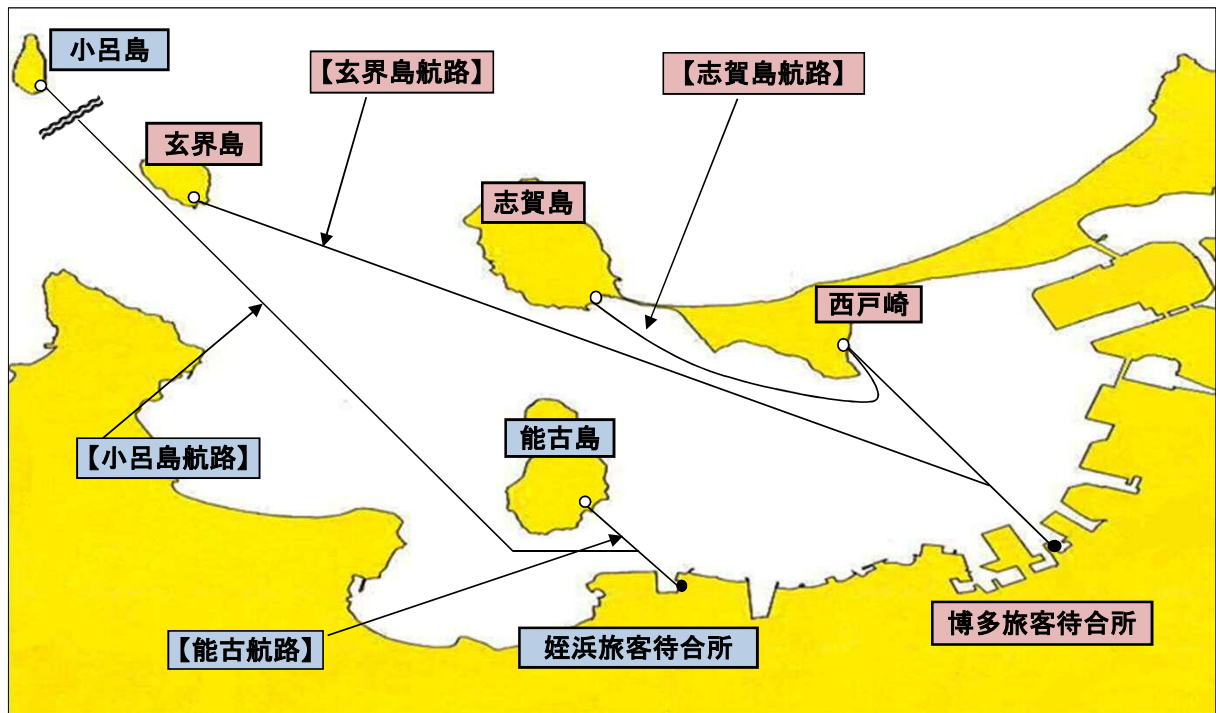 小呂島
【玄界島航路】
【志賀島航路】
玄界島
志賀島
西戸崎
能古島
【小呂島航路】
【能古航路】
姪浜旅客待合所
博多旅客待合所